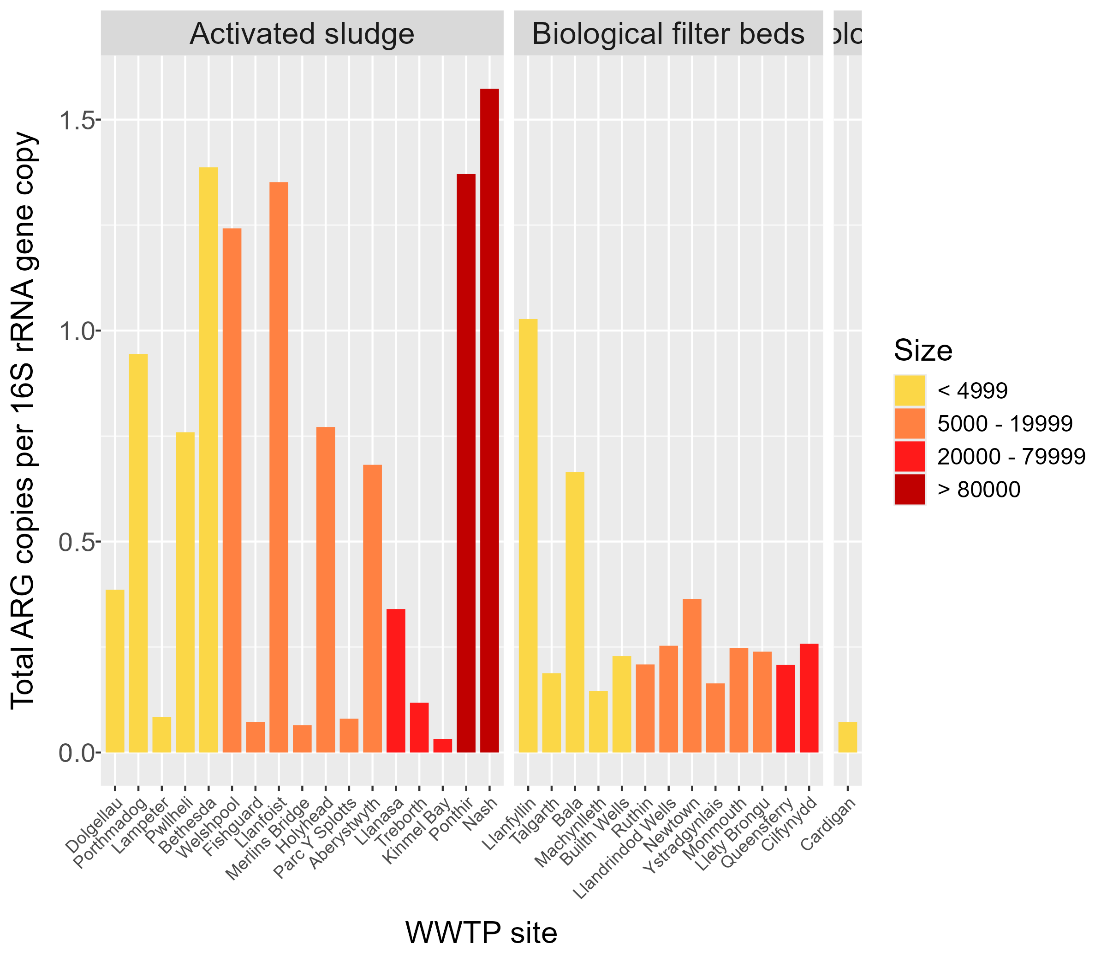 Activated sludge
Biological filter beds
Total ARG copies per 16S rRNA gene copy
1.5
1.0
0.5
0.0
Dolgellau
Porthmadog
Lampeter
Pwllheli
Bethesda
Welshpool
Fishguard
Llanfoist
Merlins Bridge
Holyhead
Parc Y Splotts
Aberystwyth
Llanasa
Treborth
Kinmel Bay
Ponthir
Nash
Llanfyllin
Talgarth
Bala
Machynlleth
Builth Wells
Ruthin
Llandrindod Wells
Newtown
Ystradgynlais
Monmouth
Llety Brongu
Queensferry
Cilfynydd
Cardigan
WWTP site
Size
< 4999
5000 - 19999
20000 - 79999
> 80000